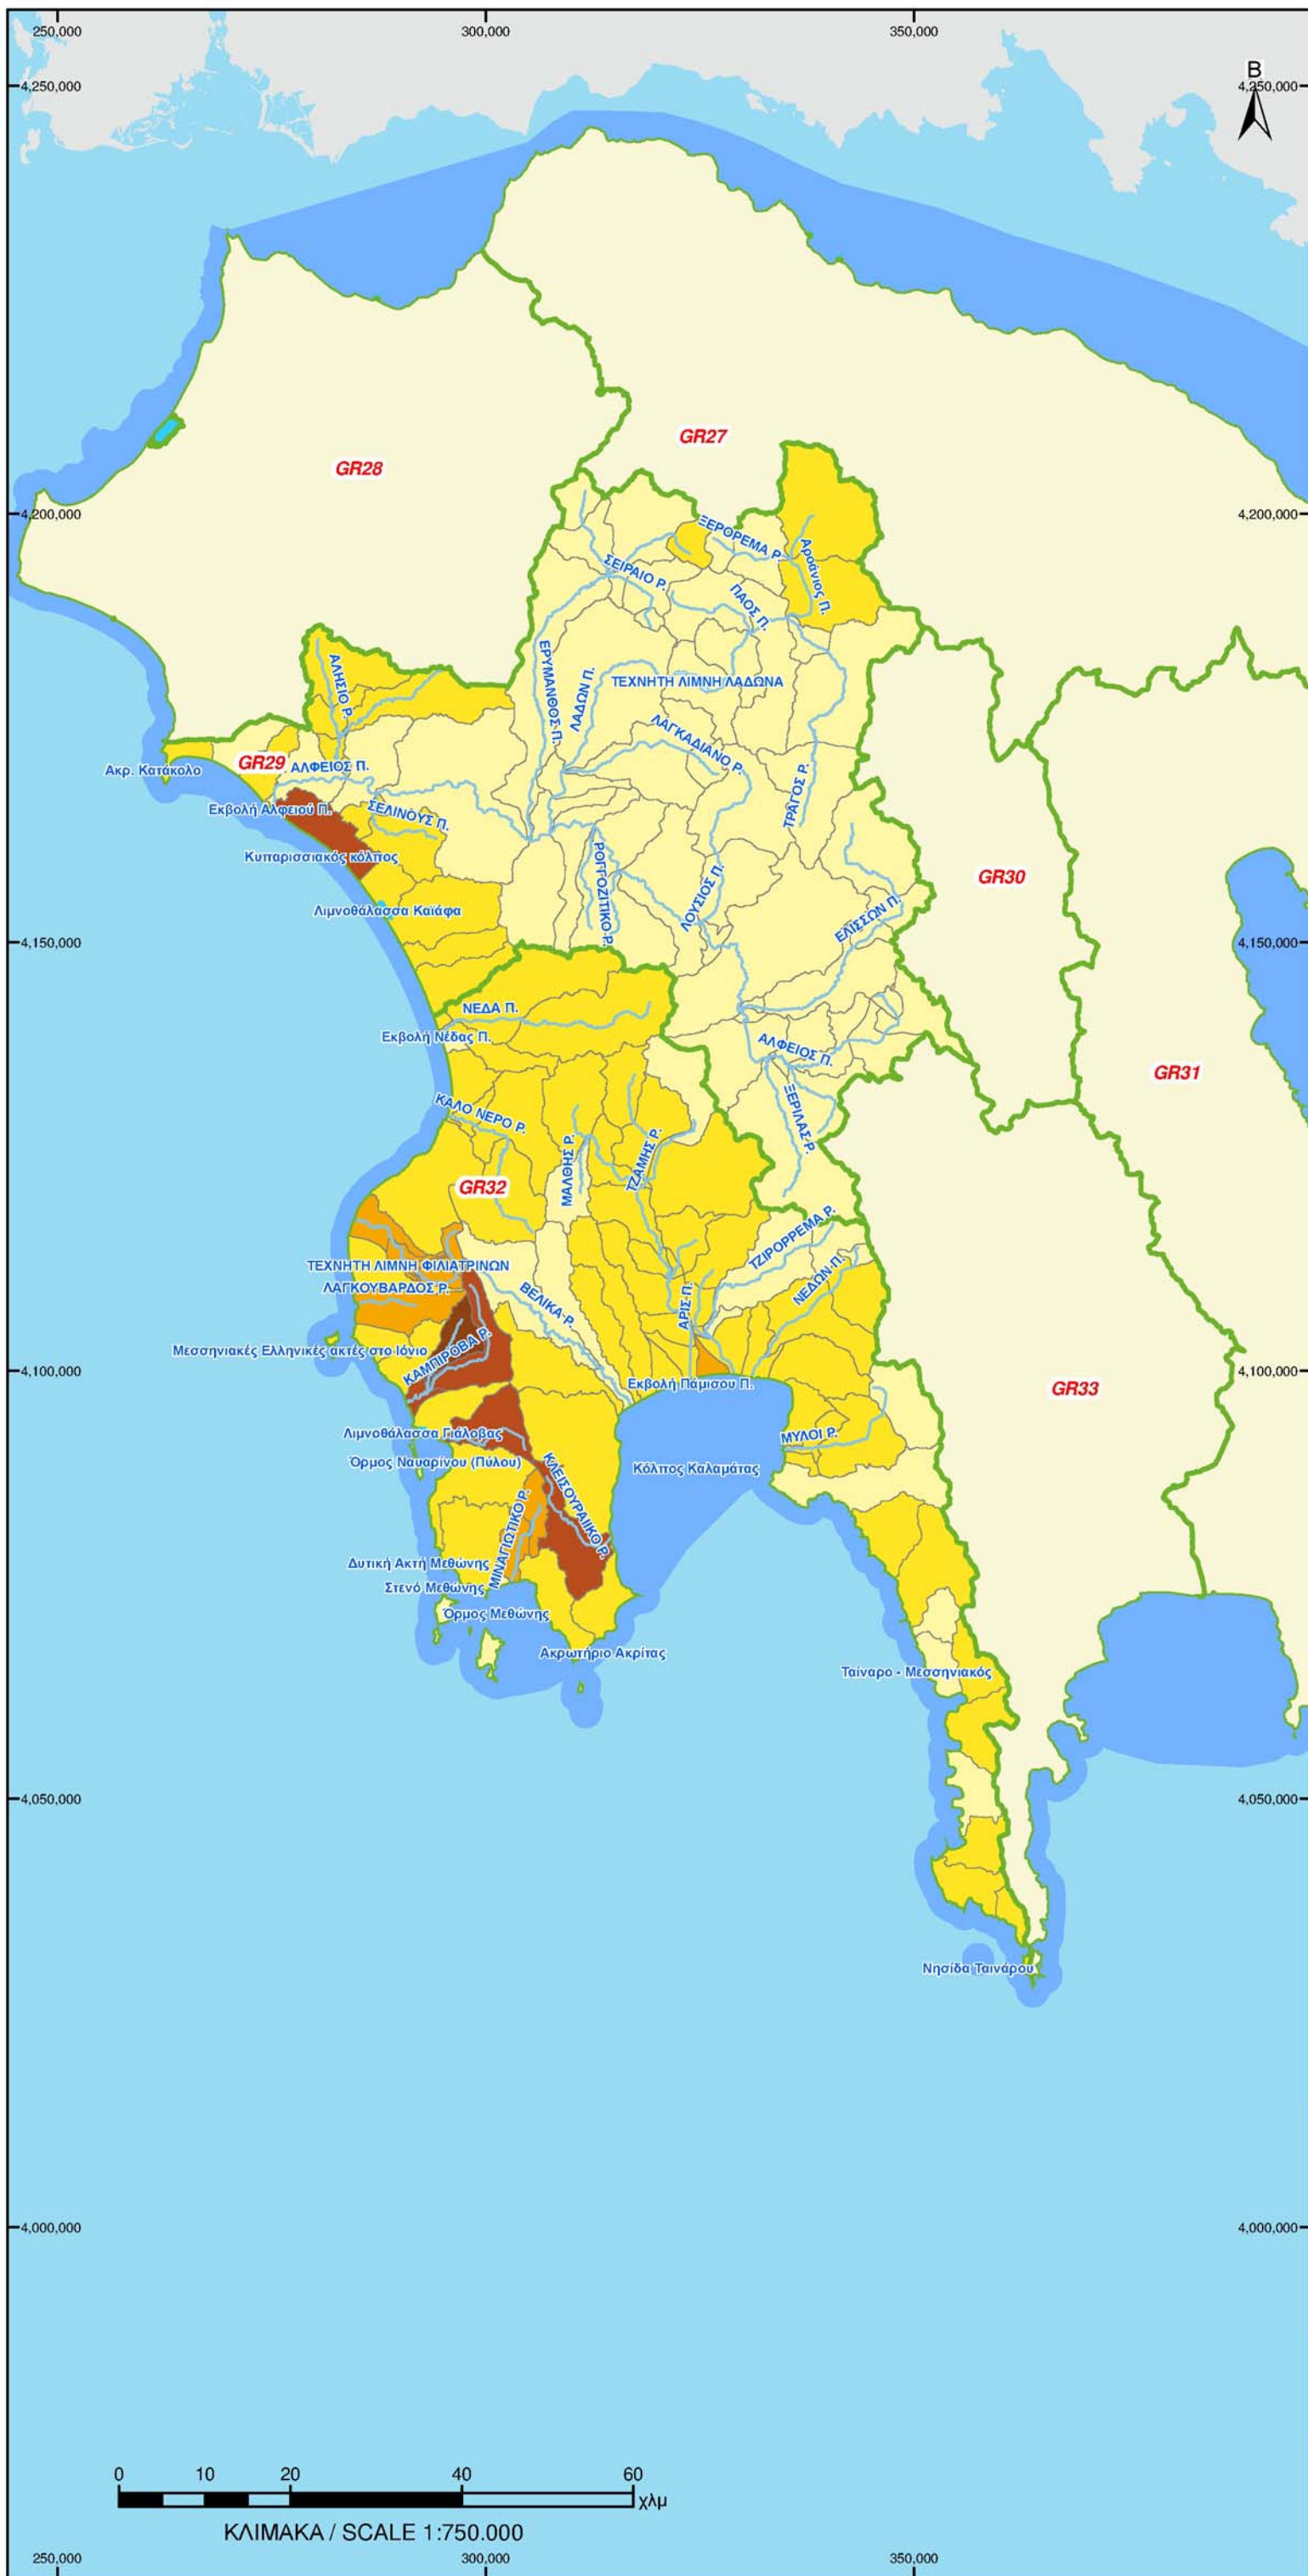 250,000
300,000
350,000
Β
4,250,000
4,250,000
GR27
GR28
4,200,000
4,200,000
ΞΕΡΟΡΕΜΑ Ρ.
Αροάνιος Π.
ΣΕΙΡΑΙΟ Ρ.
ΠΑΟΣ Π.
ΕΡΥΜΑΝΘΟΣ Π.
ΛΑΔΩΝ Π.
ΤΕΧΝΗΤΗ ΛΙΜΝΗ ΛΑΔΩΝΑ
ΑΛΗΣΙΟ Ρ.
ΛΑΓΚΑΔΙΑΝΟ Ρ.
GR29
ΑΛΦΕΙΟΣ Π.
Ακρ. Κατάκολο
ΤΡΑΓΟΣ Ρ.
Εκβολή Αλφειού Π.
ΣΕΛΙΝΟΥΣ Π.
Κυπαρισσιακός κόλπος
ΡΟΓΓΟΖΙΤΙΚΟ Ρ.
GR30
ΛΟΥΣΙΟΣ Π.
Λιμνοθάλασσα Καϊάφα
ΕΛΙΣΣΩΝ Π.
4,150,000
4,150,000
ΝΕΔΑ Π.
Εκβολή Νέδας Π.
ΑΛΦΕΙΟΣ Π.
GR31
ΞΕΡΙΛΑΣ Ρ.
ΚΑΛΟ ΝΕΡΟ Ρ.
ΜΑΛΘΗΣ Ρ.
ΤΖΑΜΗΣ Ρ.
GR32
ΤΖΙΡΟΡΡΕΜΑ Ρ.
ΤΕΧΝΗΤΗ ΛΙΜΝΗ ΦΙΛΙΑΤΡΙΝΩΝ
ΛΑΓΚΟΥΒΑΡΔΟΣ Ρ.
ΒΕΛΙΚΑ Ρ.
ΑΡΙΣ Π.
ΝΕΔΩΝ Π.
Μεσσηνιακές Ελληνικές ακτές στο Ιόνιο
ΚΑΜΠΙΡΟΒΑ Ρ.
4,100,000
4,100,000
Εκβολή Πάμισου Π.
GR33
Λιμνοθάλασσα Γιάλοβας
ΜΥΛΟΙ Ρ.
Όρμος Ναυαρίνου (Πύλου)
Κόλπος Καλαμάτας
ΚΛΕΙΣΟΥΡΑΙΙΚΟ Ρ.
ΜΙΝΑΓΙΩΤΙΚΟ Ρ.
Δυτική Ακτή Μεθώνης
Στενό Μεθώνης
Όρμος Μεθώνης
Ακρωτήριο Ακρίτας
Ταίναρο - Μεσσηνιακός
4,050,000
4,050,000
Νησίδα Ταινάρου
4,000,000
4,000,000
0 10 20 40 60
χλμ
ΚΛΙΜΑΚΑ / SCALE 1:750.000
250,000
300,000
350,000